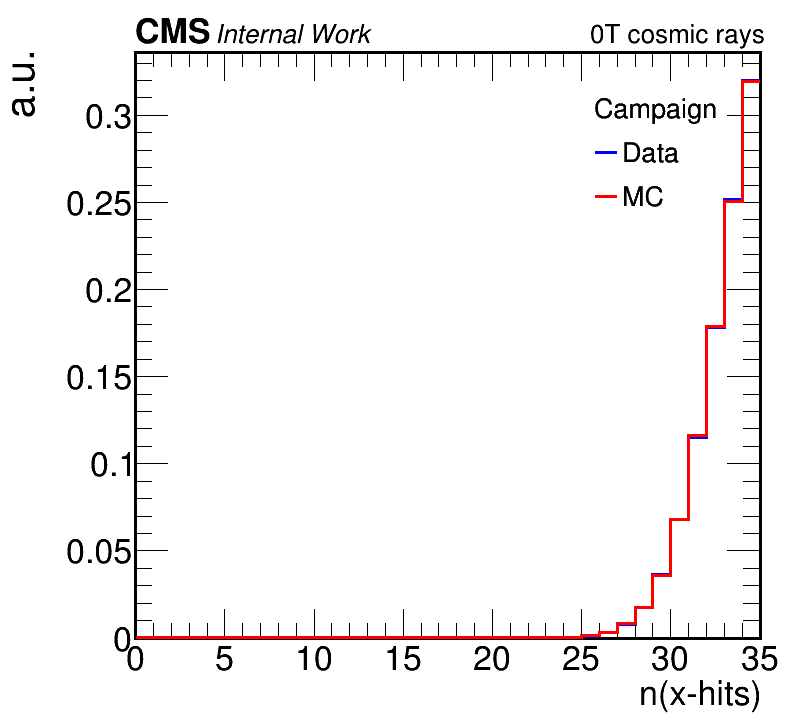 CMS Internal Work 0T cosmic rays
a.u.
Campaign
Data
MC
0.3
0.25
0.2
0.15
0.1
0.05
0
0 5 10 15 20 25 30 35
n(x-hits)